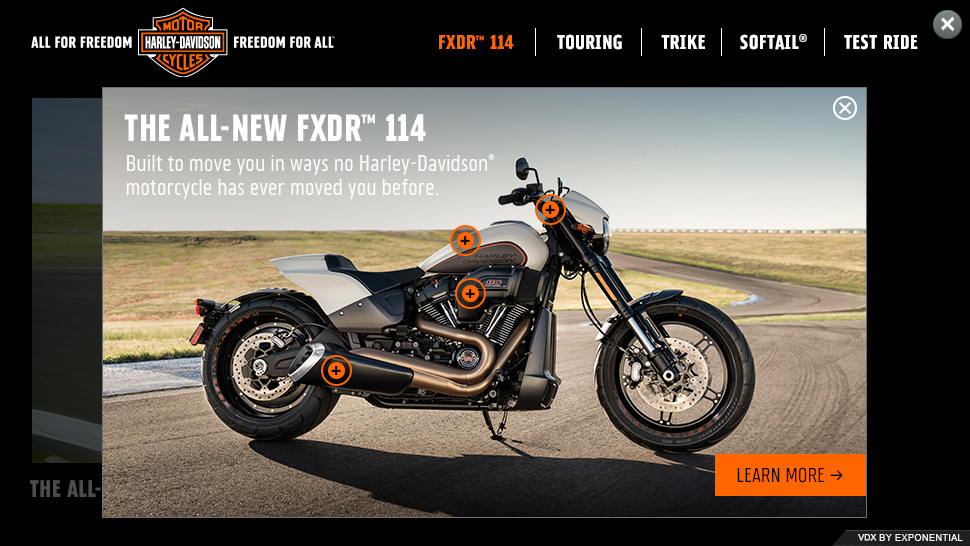 ALL FOR FREEDOM
MOTOR
HARLEY-DAVIDSON
CYCLES
FREEDOM FOR ALL
FXDR™ 114
TOURING
TRIKE
SOFTAIL®
TEST RIDE
THE ALL-NEW FXDR™ 114
Built to move you in ways no Harley-Davidson®
motorcycle has ever moved you before.
HARLEY-
DAVIDSON
LEARN MORE →
THE ALL-
VDX BY EXPONENTIAL